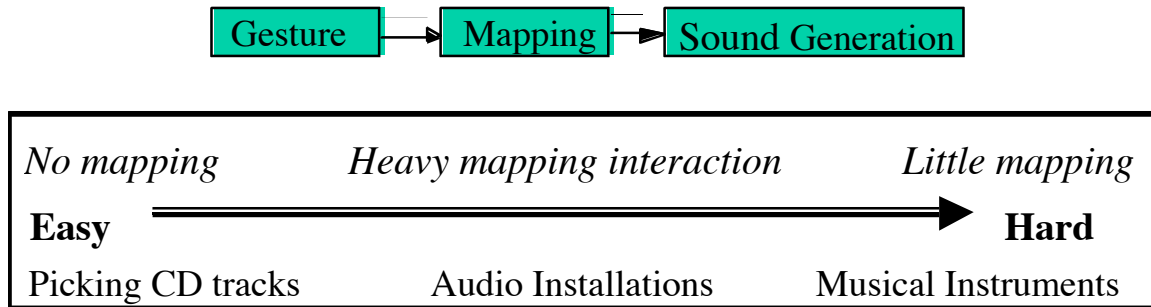 Gesture Mapping Sound Generation
No mapping Heavy mapping interaction Little mapping
Easy Hard
Picking CD tracks Audio Installations Musical Instruments